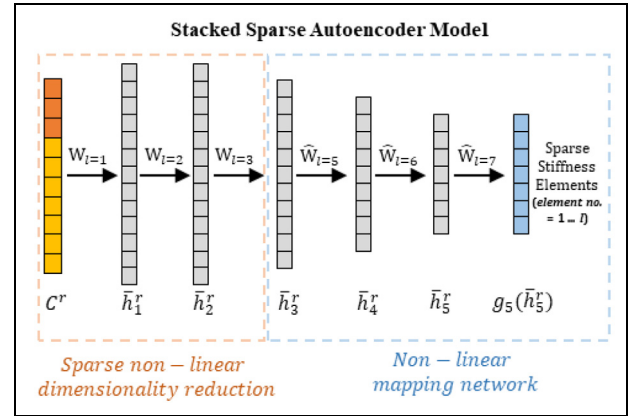 Stacked Sparse Autoencoder Model
W_{l=1} W_{l=2} W_{l=3} Ŵ_{l=5} Ŵ_{l=6} Ŵ_{l=7}
Sparse
Stiffness
Elements
(element no.
= 1 ... l)
C^r h̄_1^r h̄_2^r h̄_3^r h̄_4^r h̄_5^r g_5(h̄_5^r)
Sparse non – linear
dimensionality reduction
Non – linear
mapping network